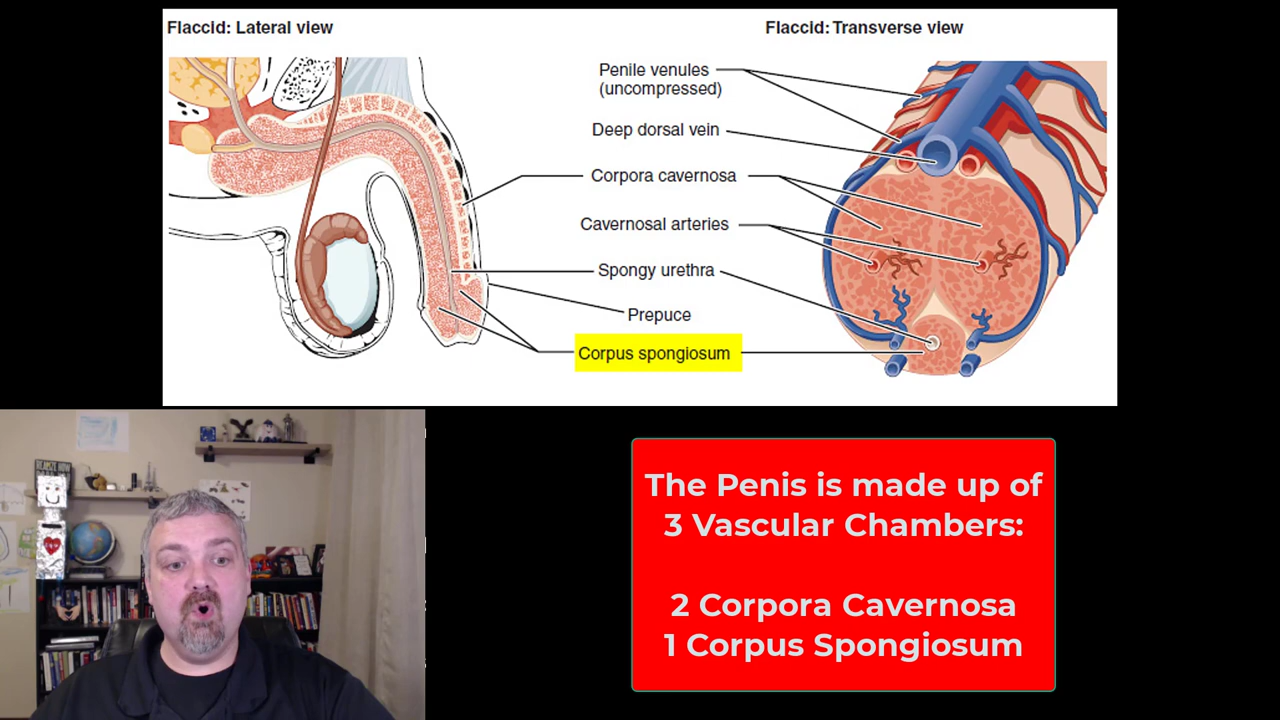 Flaccid: Lateral view
Flaccid: Transverse view
Penile venules
(uncompressed)
Deep dorsal vein
Corpora cavernosa
Cavernosal arteries
Spongy urethra
Prepuce
Corpus spongiosum
The Penis is made up of
3 Vascular Chambers:
2 Corpora Cavernosa
1 Corpus Spongiosum